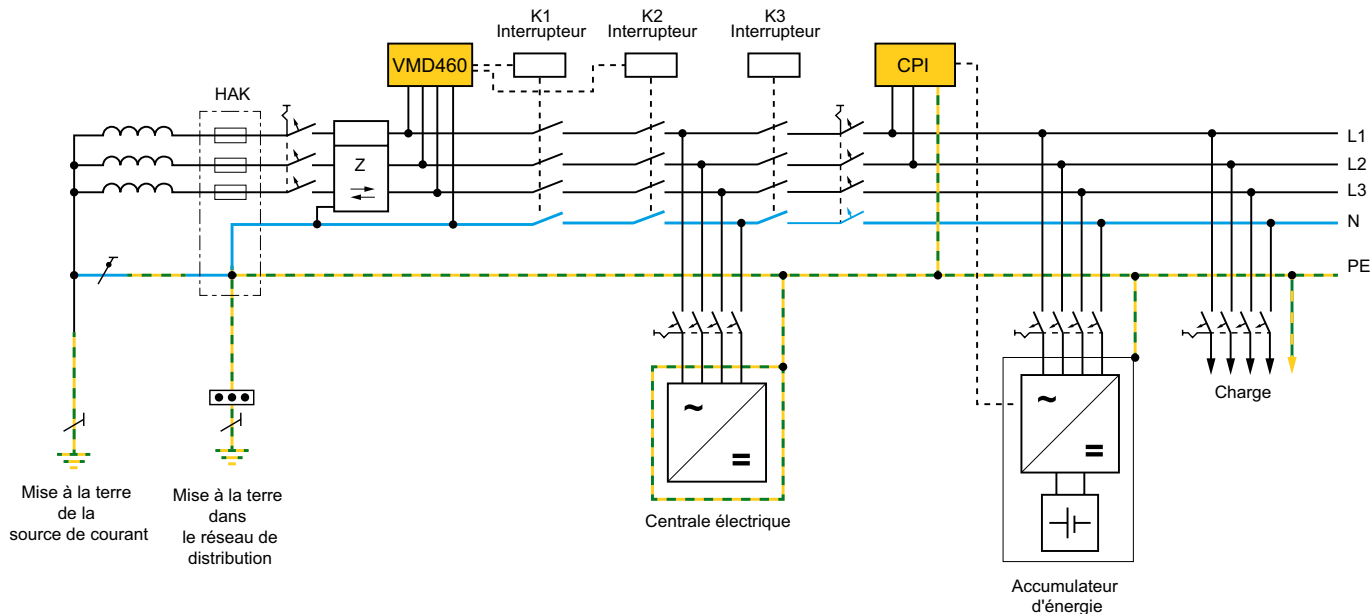 K1
Interrupteur
K2
Interrupteur
K3
Interrupteur
VMD460
CPI
HAK
L1
Z
L2
L3
N
PE
Charge
Mise à la terre
de la
source de courant
Mise à la terre
dans
le réseau de
distribution
Centrale électrique
Accumulateur
d'énergie